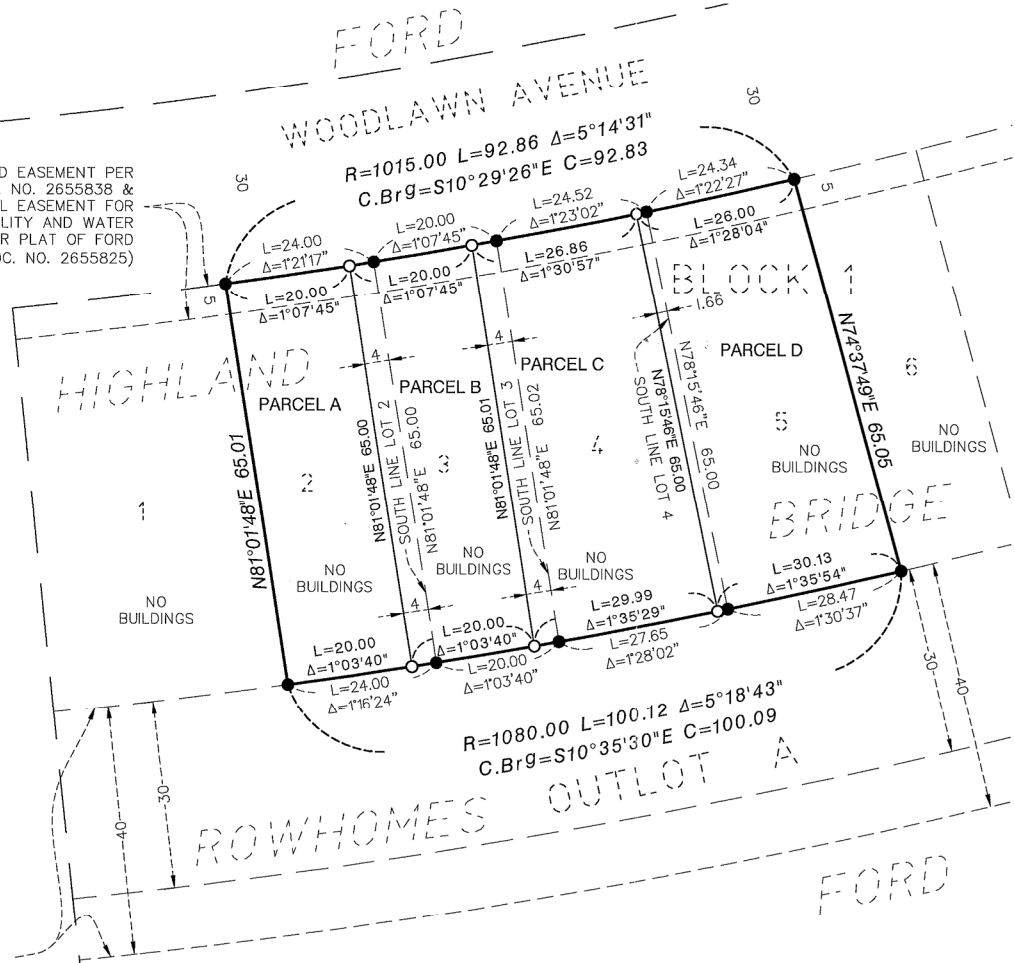 FORD
WOODLAWN AVENUE
30
30
R=1015.00 L=92.86 Δ=5°14'31"
C.Brg=S10°29'26"E C=92.83
D EASEMENT PER
. NO. 2655838 &
L EASEMENT FOR
LITY AND WATER
R PLAT OF FORD
OC. NO. 2655825)
L=24.00
Δ=1°21'17"
L=20.00
Δ=1°07'45"
L=24.52
Δ=1°23'02"
L=24.34
Δ=1°22'27"
L=20.00
Δ=1°07'45"
L=20.00
Δ=1°07'45"
L=26.86
Δ=1°30'57"
L=26.00
Δ=1°28'04"
5
5
HIGHLAND
BLOCK 1
1.66
4
4
PARCEL A
PARCEL B
PARCEL C
PARCEL D
N81°01'48"E 65.01
N81°01'48"E 65.00
SOUTH LINE LOT 2
N81°01'48"E 65.00
N81°01'48"E 65.01
SOUTH LINE LOT 3
N81°01'48"E 65.02
SOUTH LINE LOT 4
N78°15'46"E 65.00
N78°15'46"E 65.00
N74°37'49"E 65.05
1
2
3
4
5
6
NO
BUILDINGS
NO
BUILDINGS
NO
BUILDINGS
NO
BUILDINGS
NO
BUILDINGS
NO
BUILDINGS
BRIDGE
4
4
L=20.00
Δ=1°03'40"
L=20.00
Δ=1°03'40"
L=29.99
Δ=1°35'29"
L=30.13
Δ=1°35'54"
L=24.00
Δ=1°16'24"
L=20.00
Δ=1°03'40"
L=27.65
Δ=1°28'02"
L=28.47
Δ=1°30'37"
R=1080.00 L=100.12 Δ=5°18'43"
C.Brg=S10°35'30"E C=100.09
30
40
30
40
ROWHOMES OUTLOT A
FORD